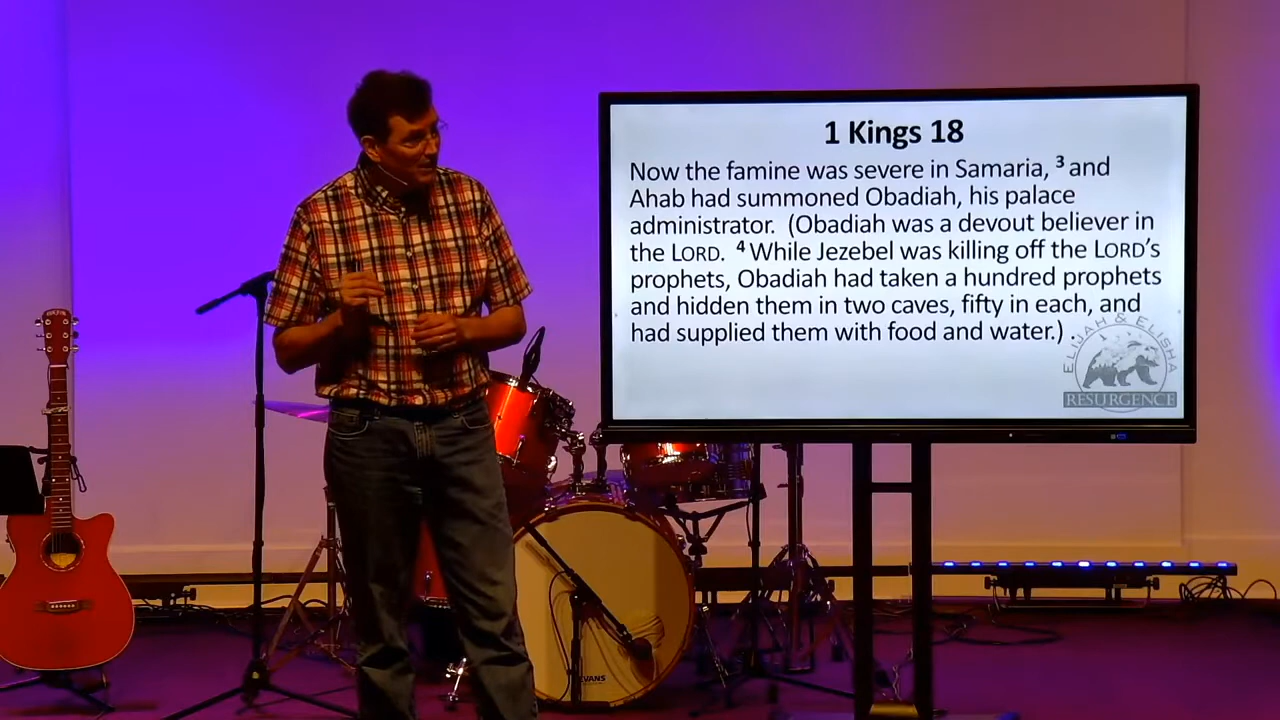 1 Kings 18
Now the famine was severe in Samaria, ³ and
Ahab had summoned Obadiah, his palace
administrator. (Obadiah was a devout believer in
the LORD. ⁴ While Jezebel was killing off the LORD's
prophets, Obadiah had taken a hundred prophets
and hidden them in two caves, fifty in each, and
had supplied them with food and water.)
ELIJAH & ELISHA
RESURGENCE
EVANS